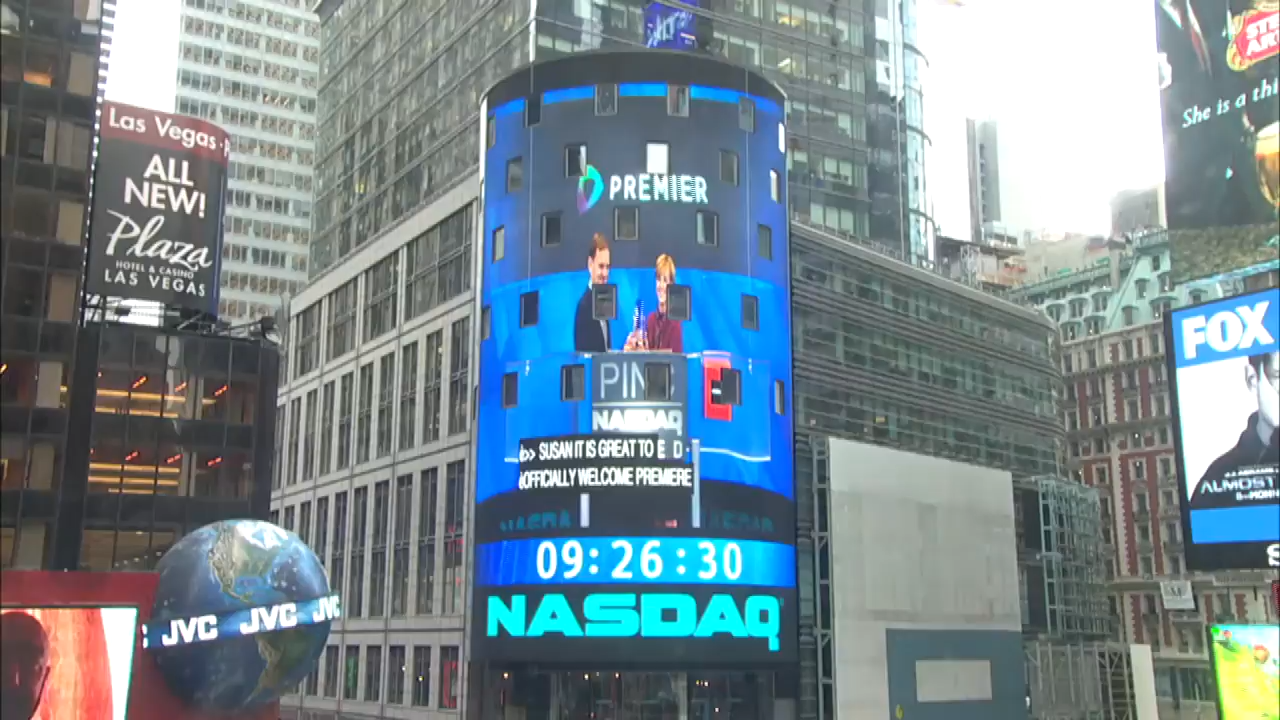 Las Vegas
ALL
NEW!
Plaza
HOTEL & CASINO
LAS VEGAS
PREMIER
NASDAQ
>> SUSAN IT IS GREAT TO
OFFICIALLY WELCOME PREMIERE
09:26:30
NASDAQ
JVC JVC JVC
She is a thi
FOX
ALMOST